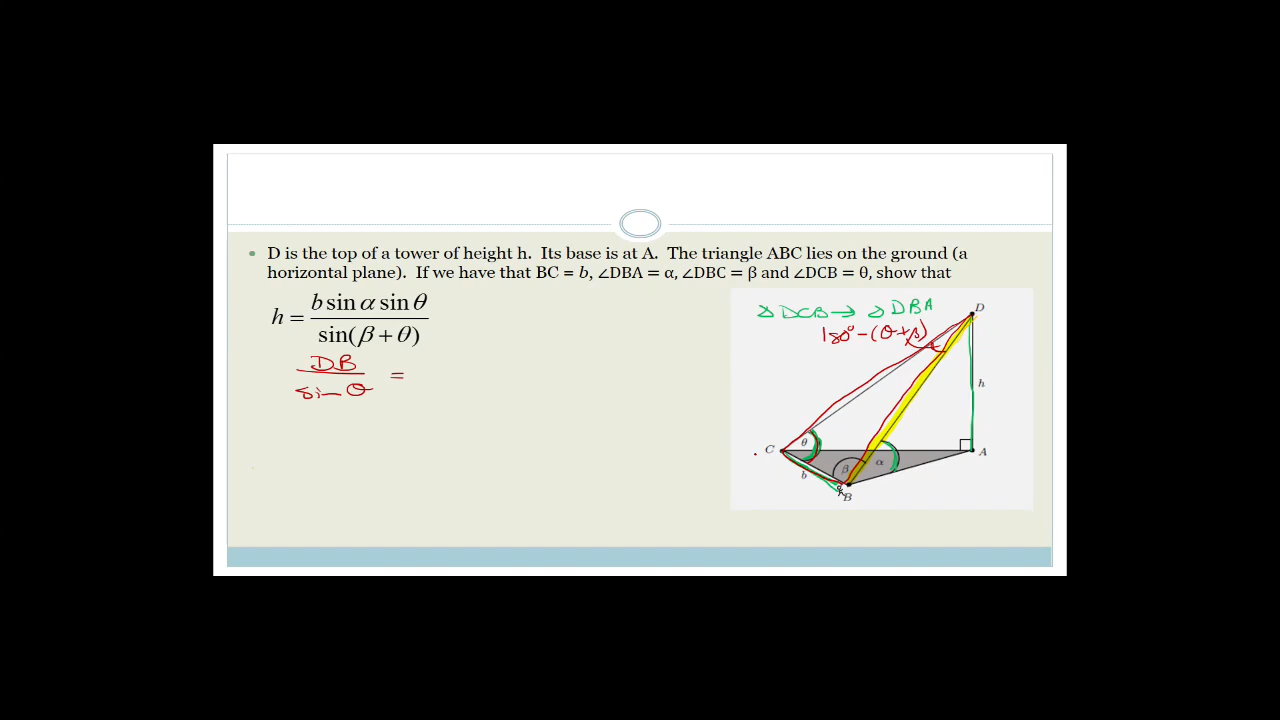 D is the top of a tower of height h. Its base is at A. The triangle ABC lies on the ground (a
horizontal plane). If we have that BC = b, ∠DBA = α, ∠DBC = β and ∠DCB = θ, show that
h = b sin α sin θ / sin(β + θ)
DB / sin θ =
△ DCB → △ DBA
180° - (θ+β)
D
h
θ
C
A
β
α
b
B